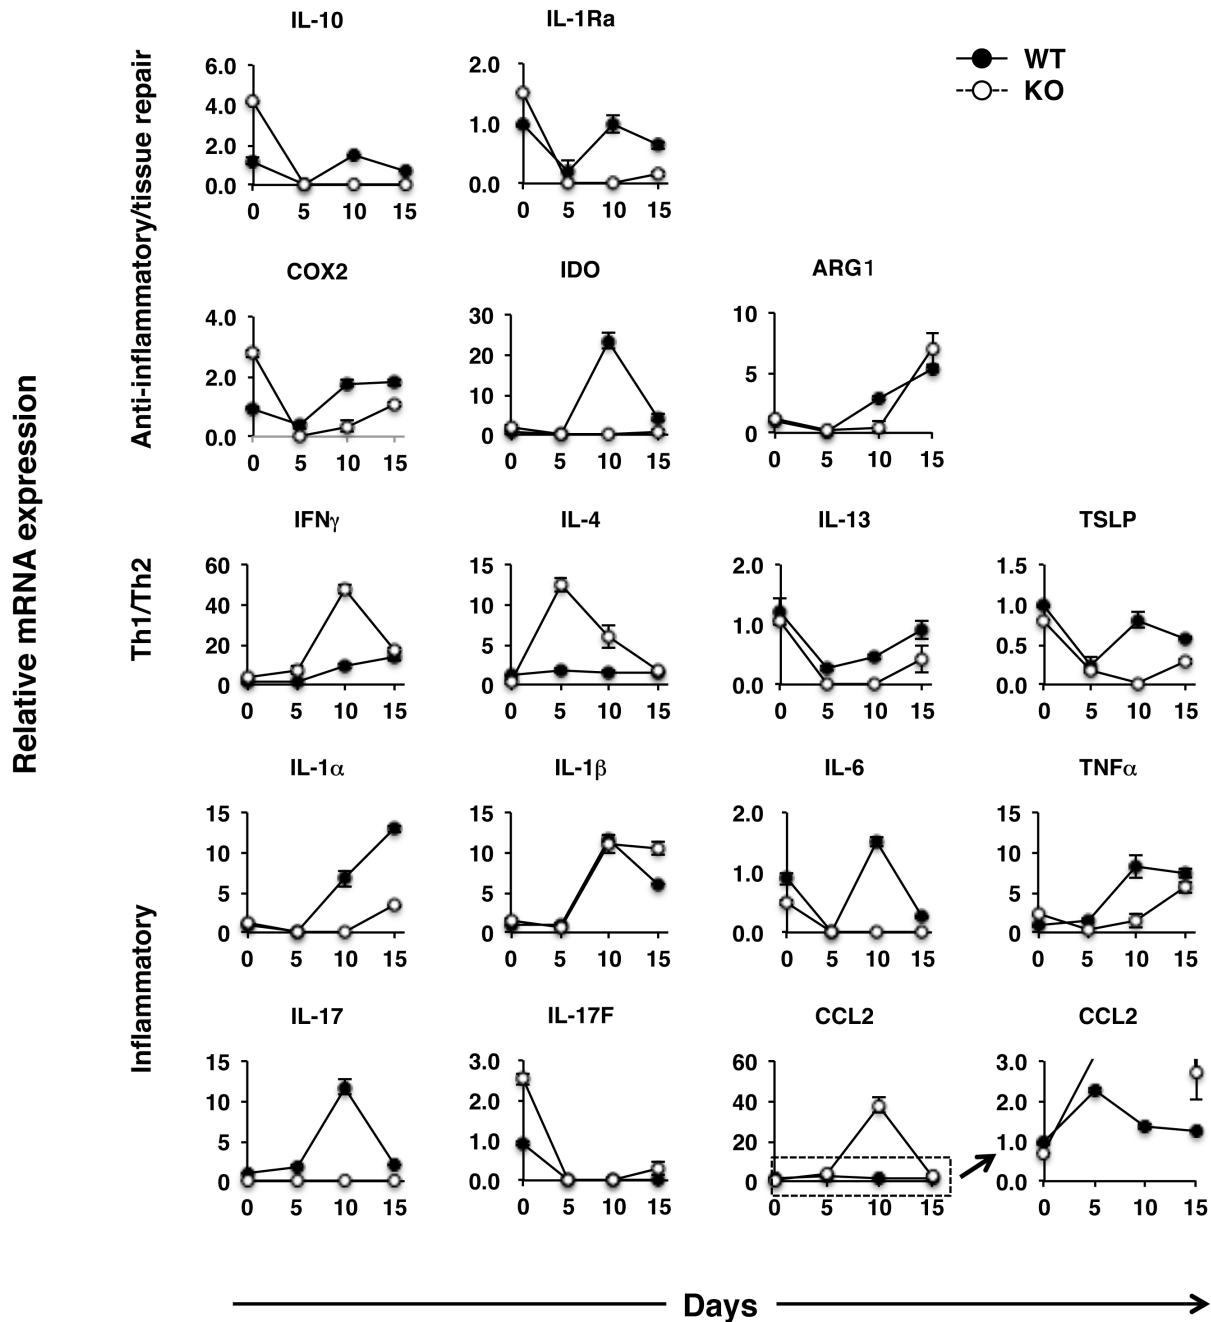 IL-10 IL-1Ra
WT
KO
Relative mRNA expression
Anti-inflammatory/tissue repair
6.0 2.0
4.0
1.0
2.0
0.0 0.0
0 5 10 15 0 5 10 15
COX2 IDO ARG1
4.0 30 10
20
2.0 5
10
0.0 0 0
0 5 10 15 0 5 10 15 0 5 10 15
Th1/Th2
IFNγ IL-4 IL-13 TSLP
60 15 2.0 1.5
40 10 1.0
1.0
20 5 0.5
0 0 0.0 0.0
0 5 10 15 0 5 10 15 0 5 10 15 0 5 10 15
Inflammatory
IL-1α IL-1β IL-6 TNFα
15 15 2.0 15
10 10 10
1.0
5 5 5
0 0 0.0 0
0 5 10 15 0 5 10 15 0 5 10 15 0 5 10 15
IL-17 IL-17F CCL2 CCL2
15 3.0 60 3.0
10 2.0 40 2.0
5 1.0 20 1.0
0 0.0 0 0.0
0 5 10 15 0 5 10 15 0 5 10 15 0 5 10 15
Days